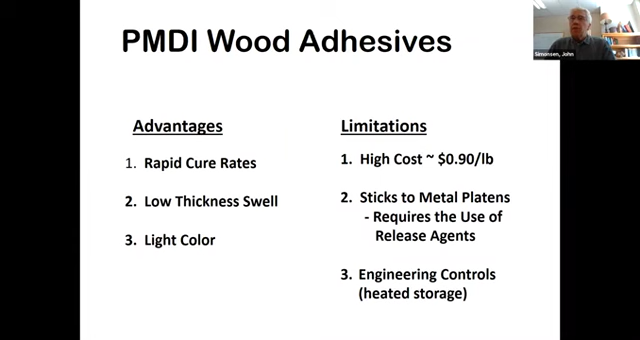 PMDI Wood Adhesives
Simonsen, John
Advantages
1. Rapid Cure Rates
2. Low Thickness Swell
3. Light Color
Limitations
1. High Cost ~ $0.90/lb
2. Sticks to Metal Platens
- Requires the Use of
Release Agents
3. Engineering Controls
(heated storage)